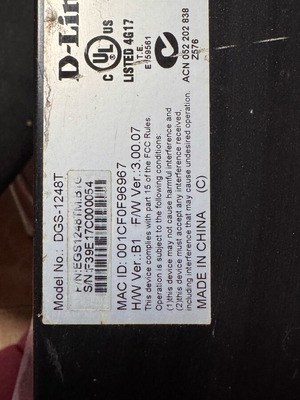 D-Lin
C UL US
LISTED 4G17
I.T.E.
E159561
ACN 052 202 838
Z576
Model No.: DGS-1248T
P/N:EGS1248TM.B1G
S/N:F39E17C000054
MAC ID: 001CF0F96967
H/W Ver.:B1 F/W Ver.:3.00.07
This device complies with part 15 of the FCC Rules.
Operation is subject to the following conditions:
(1)this device may not cause harmful interference and
(2)this device must accept any interference
including interference that may cause undesired operation.
MADE IN CHINA (C)